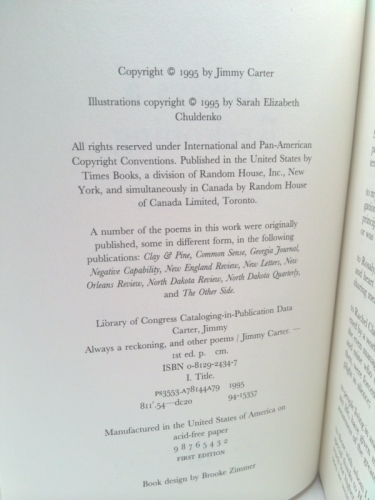 Copyright © 1995 by Jimmy Carter
Illustrations copyright © 1995 by Sarah Elizabeth
Chuldenko
All rights reserved under International and Pan-American
Copyright Conventions. Published in the United States by
Times Books, a division of Random House, Inc., New
York, and simultaneously in Canada by Random House
of Canada Limited, Toronto.
A number of the poems in this work were originally
published, some in different form, in the following
publications: Clay & Pine, Common Sense, Georgia Journal,
Negative Capability, New England Review, New Letters, New
Orleans Review, North Dakota Review, North Dakota Quarterly,
and The Other Side.
Library of Congress Cataloging-in-Publication Data
Carter, Jimmy
Always a reckoning, and other poems / Jimmy Carter. —
1st ed. p. cm.
ISBN 0-8129-2434-7
I. Title.
PS3553.A78144A79 1995
811'.54—dc20 94-15357
Manufactured in the United States of America on
acid-free paper
9 8 7 6 5 4 3 2
FIRST EDITION
Book design by Brooke Zimmer